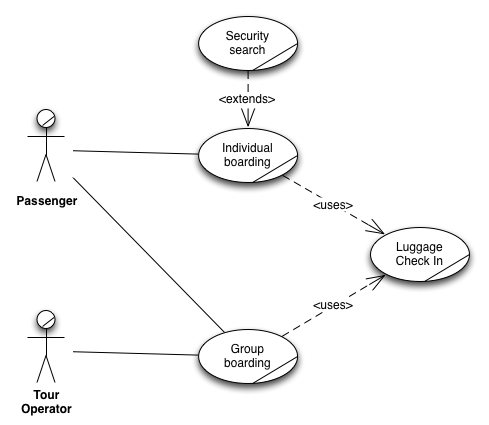 Security
search
<extends>
Individual
boarding
Passenger
<uses>
Luggage
Check In
<uses>
Group
boarding
Tour
Operator